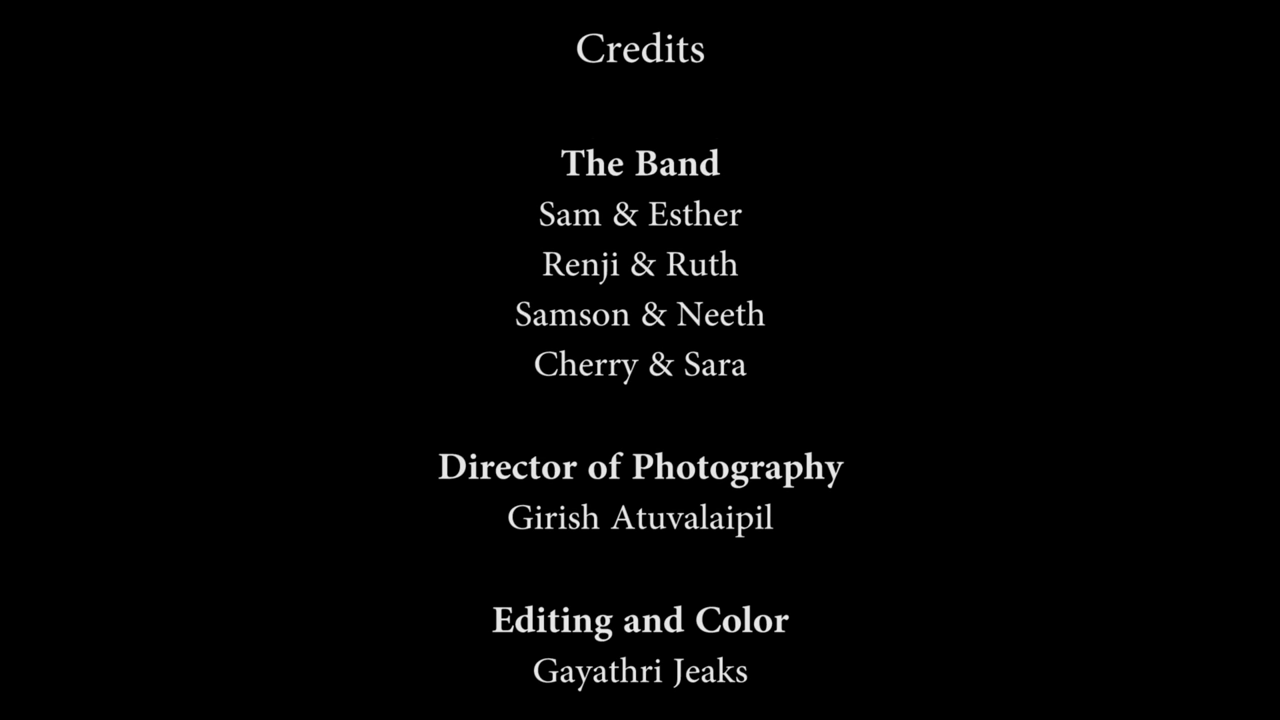 Credits
The Band
Sam & Esther
Renji & Ruth
Samson & Neeth
Cherry & Sara
Director of Photography
Girish Atuvalaipil
Editing and Color
Gayathri Jeaks